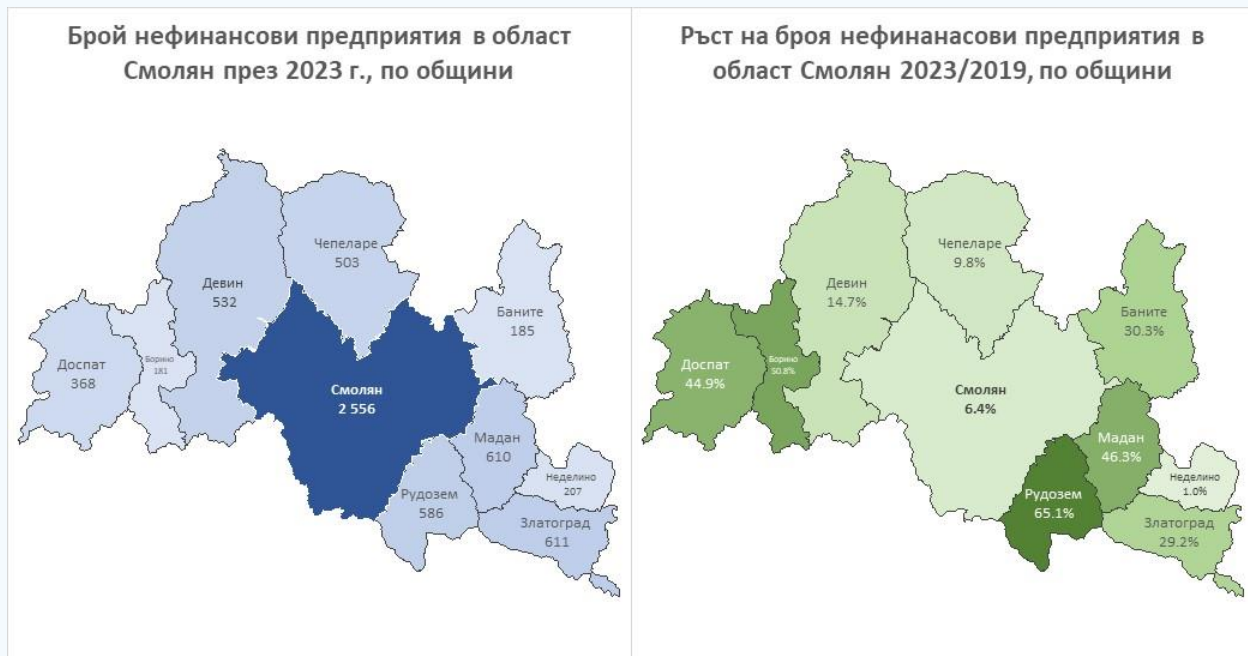 Брой нефинансови предприятия в област
Смолян през 2023 г., по общини
Чепеларе
503
Девин
532
Баните
185
Доспат
368
Борино
181
Смолян
2 556
Мадан
610
Неделино
207
Рудозем
586
Златоград
611
Ръст на броя нефинанасови предприятия в
област Смолян 2023/2019, по общини
Чепеларе
9.8%
Девин
14.7%
Баните
30.3%
Доспат
44.9%
Борино
50.8%
Смолян
6.4%
Мадан
46.3%
Неделино
1.0%
Рудозем
65.1%
Златоград
29.2%